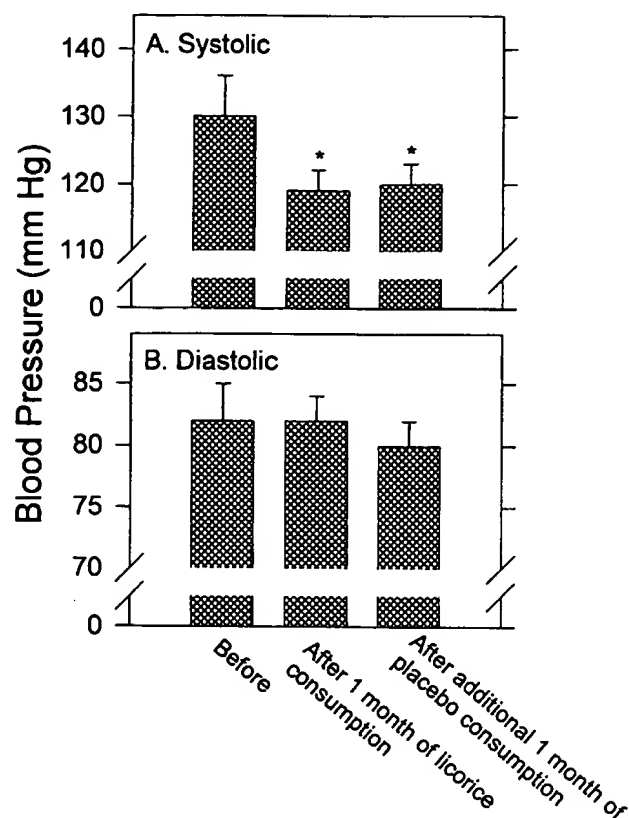 Blood Pressure (mm Hg)
A. Systolic
140
130
120
110
0
*
*
B. Diastolic
85
80
75
70
0
Before
After 1 month of licorice
consumption
After additional 1 month of
placebo consumption